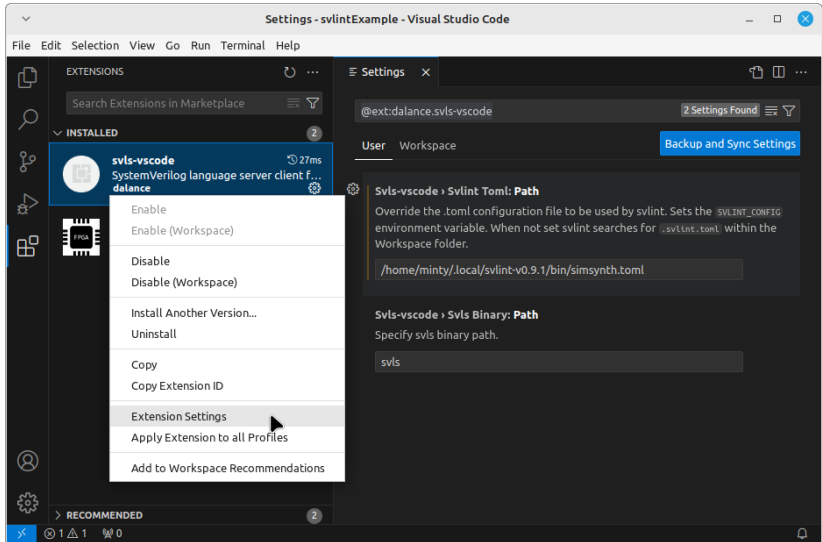 Settings - svlintExample - Visual Studio Code
File Edit Selection View Go Run Terminal Help
EXTENSIONS
Search Extensions in Marketplace
INSTALLED
2
svls-vscode
27ms
SystemVerilog language server client f...
dalance
FPGA
Enable
Enable (Workspace)
Disable
Disable (Workspace)
Install Another Version...
Uninstall
Copy
Copy Extension ID
Extension Settings
Apply Extension to all Profiles
Add to Workspace Recommendations
RECOMMENDED
2
Settings
@ext:dalance.svls-vscode
2 Settings Found
User Workspace
Backup and Sync Settings
Svls-vscode › Svlint Toml: Path
Override the .toml configuration file to be used by svlint. Sets the SVLINT_CONFIG
environment variable. When not set svlint searches for .svlint.toml within the
Workspace folder.
/home/minty/.local/svlint-v0.9.1/bin/simsynth.toml
Svls-vscode › Svls Binary: Path
Specify svls binary path.
svls
1 1 0